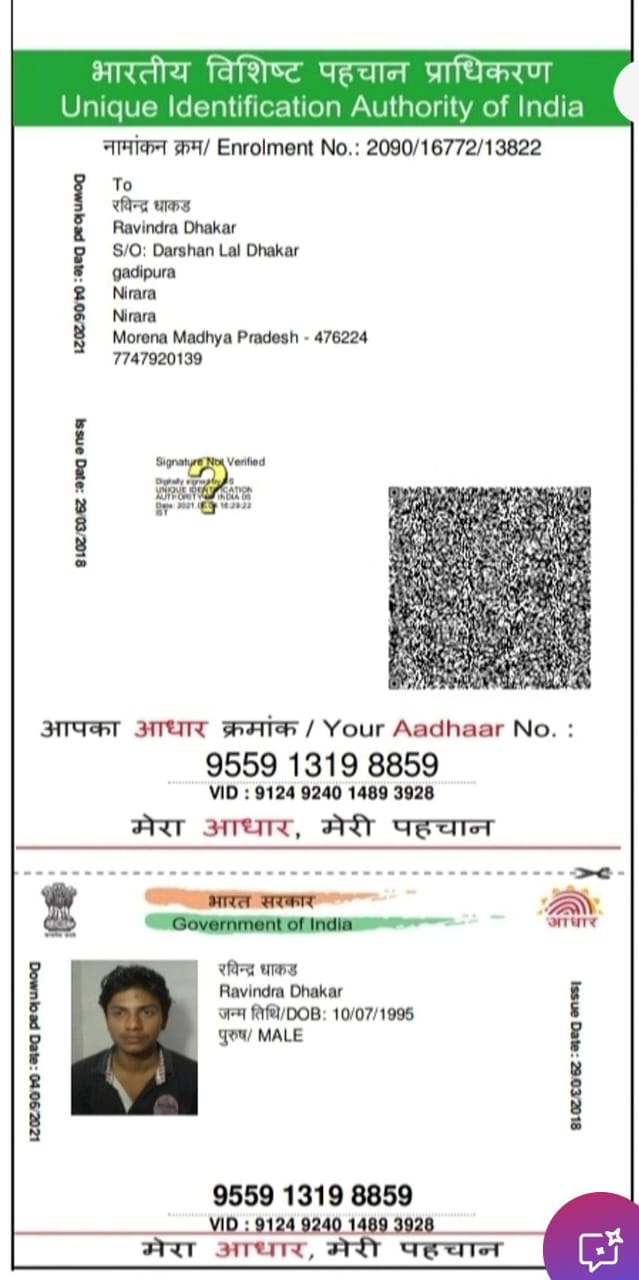 भारतीय विशिष्ट पहचान प्राधिकरण
Unique Identification Authority of India
नामांकन क्रम/ Enrolment No.: 2090/16772/13822
Download Date: 04/06/2021
To
रविन्द्र धाकड
Ravindra Dhakar
S/O: Darshan Lal Dhakar
gadipura
Nirara
Nirara
Morena Madhya Pradesh - 476224
7747920139
Issue Date: 29/03/2018
Signature Not Verified
Digitally signed by DS
UNIQUE IDENTIFICATION
AUTHORITY OF INDIA 05
Date: 2021. 16:29:22
IST
आपका आधार क्रमांक / Your Aadhaar No. :
9559 1319 8859
VID : 9124 9240 1489 3928
मेरा आधार, मेरी पहचान
भारत सरकार
Government of India
आधार
Download Date: 04/06/2021
रविन्द्र धाकड
Ravindra Dhakar
जन्म तिथि/DOB: 10/07/1995
पुरुष/ MALE
Issue Date: 29/03/2018
9559 1319 8859
VID : 9124 9240 1489 3928
मेरा आधार, मेरी पहचान